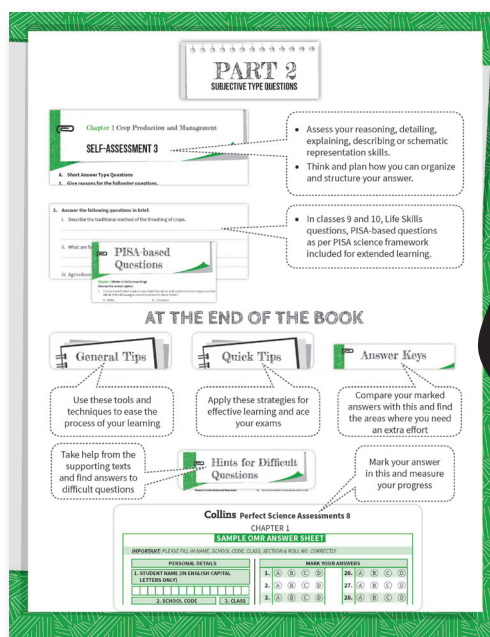 PART 2
SUBJECTIVE TYPE QUESTIONS
Chapter 1 Crop Production and Management
SELF-ASSESSMENT 3
A. Short Answer Type Questions
1. Give reasons for the following questions.
• Assess your reasoning, detailing,
explaining, describing or schematic
representation skills.
• Think and plan how you can organize
and structure your answer.
2. Answer the following questions in brief.
i. Describe the traditional method of the threshing of crops.
ii. What are
iii. Agricultur
PISA-based
Questions
• In classes 9 and 10, Life Skills
questions, PISA-based questions
as per PISA science framework
included for extended learning.
AT THE END OF THE BOOK
General Tips
Quick Tips
Answer Keys
Use these tools and
techniques to ease the
process of your learning
Apply these strategies for
effective learning and ace
your exams
Compare your marked
answers with this and find
the areas where you need
an extra effort
Take help from the
supporting texts
and find answers to
difficult questions
Hints for Difficult
Questions
Mark your answer
in this and measure
your progress
Collins Perfect Science Assessments 8
CHAPTER 1
SAMPLE OMR ANSWER SHEET
IMPORTANT: PLEASE FILL IN NAME, SCHOOL CODE, CLASS, SECTION & ROLL NO. CORRECTLY
PERSONAL DETAILS
MARK YOUR ANSWERS
1. STUDENT NAME (IN ENGLISH CAPITAL
LETTERS ONLY)
2. SCHOOL CODE
3. CLASS
1. A B C D 26. A B C D
2. A B C D 27. A B C D
3. A B C D 28. A B C D